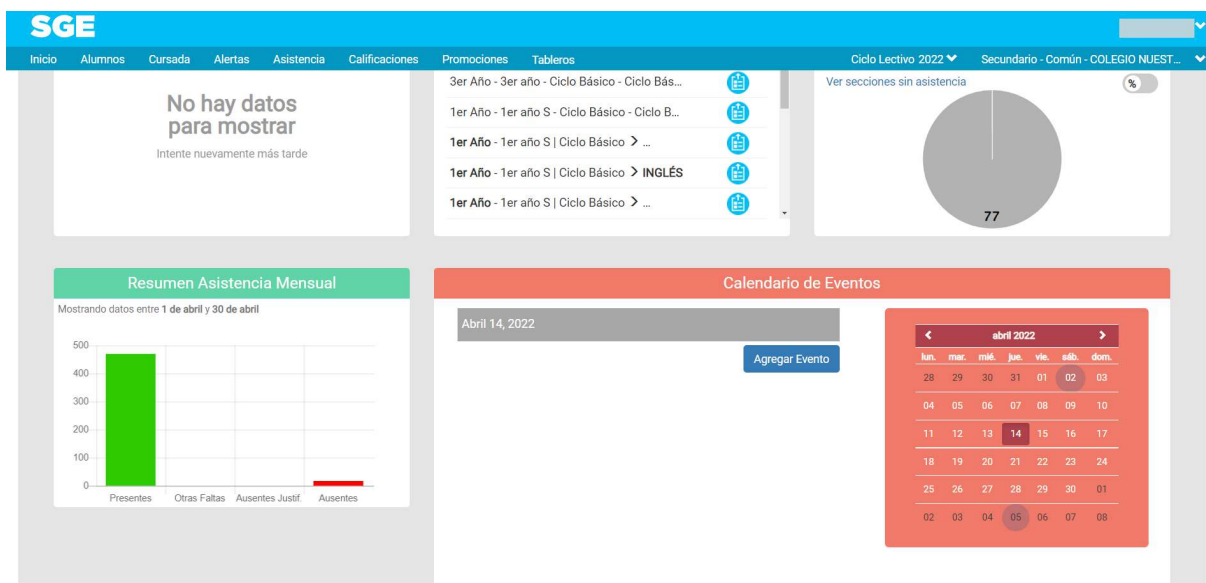 SGE
Inicio Alumnos Cursada Alertas Asistencia Calificaciones Promociones Tableros Ciclo Lectivo 2022 Secundario - Común - COLEGIO NUEST...
No hay datos
para mostrar
Intente nuevamente más tarde
3er Año - 3er año - Ciclo Básico - Ciclo Bás...
1er Año - 1er año S - Ciclo Básico - Ciclo B...
1er Año - 1er año S | Ciclo Básico > ...
1er Año - 1er año S | Ciclo Básico > INGLÉS
1er Año - 1er año S | Ciclo Básico > ...
Ver secciones sin asistencia
%
77
Resumen Asistencia Mensual
Mostrando datos entre 1 de abril y 30 de abril
500
400
300
200
100
0
Presentes Otras Faltas Ausentes Justif. Ausentes
Calendario de Eventos
Abril 14, 2022
Agregar Evento
< abril 2022 >
lun. mar. mié. jue. vie. sáb. dom.
28 29 30 31 01 02 03
04 05 06 07 08 09 10
11 12 13 14 15 16 17
18 19 20 21 22 23 24
25 26 27 28 29 30 01
02 03 04 05 06 07 08